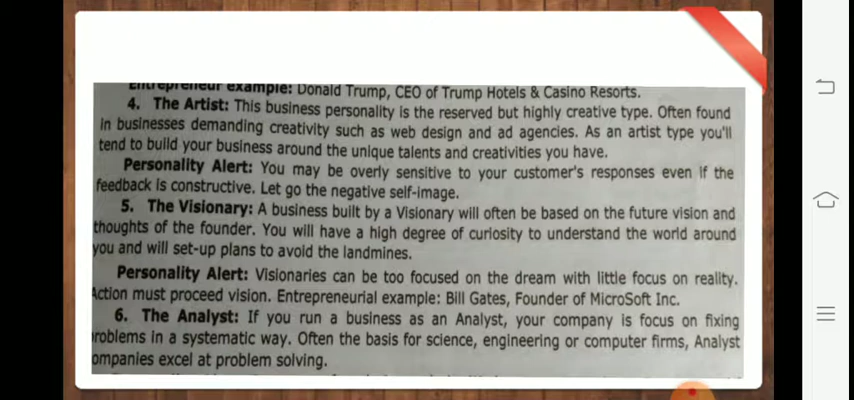 Entrepreneur example: Donald Trump, CEO of Trump Hotels & Casino Resorts.
4. The Artist: This business personality is the reserved but highly creative type. Often found
in businesses demanding creativity such as web design and ad agencies. As an artist type you'll
tend to build your business around the unique talents and creativities you have.
Personality Alert: You may be overly sensitive to your customer's responses even if the
feedback is constructive. Let go the negative self-image.
5. The Visionary: A business built by a Visionary will often be based on the future vision and
thoughts of the founder. You will have a high degree of curiosity to understand the world around
you and will set-up plans to avoid the landmines.
Personality Alert: Visionaries can be too focused on the dream with little focus on reality.
Action must proceed vision. Entrepreneurial example: Bill Gates, Founder of MicroSoft Inc.
6. The Analyst: If you run a business as an Analyst, your company is focus on fixing
roblems in a systematic way. Often the basis for science, engineering or computer firms, Analyst
ompanies excel at problem solving.